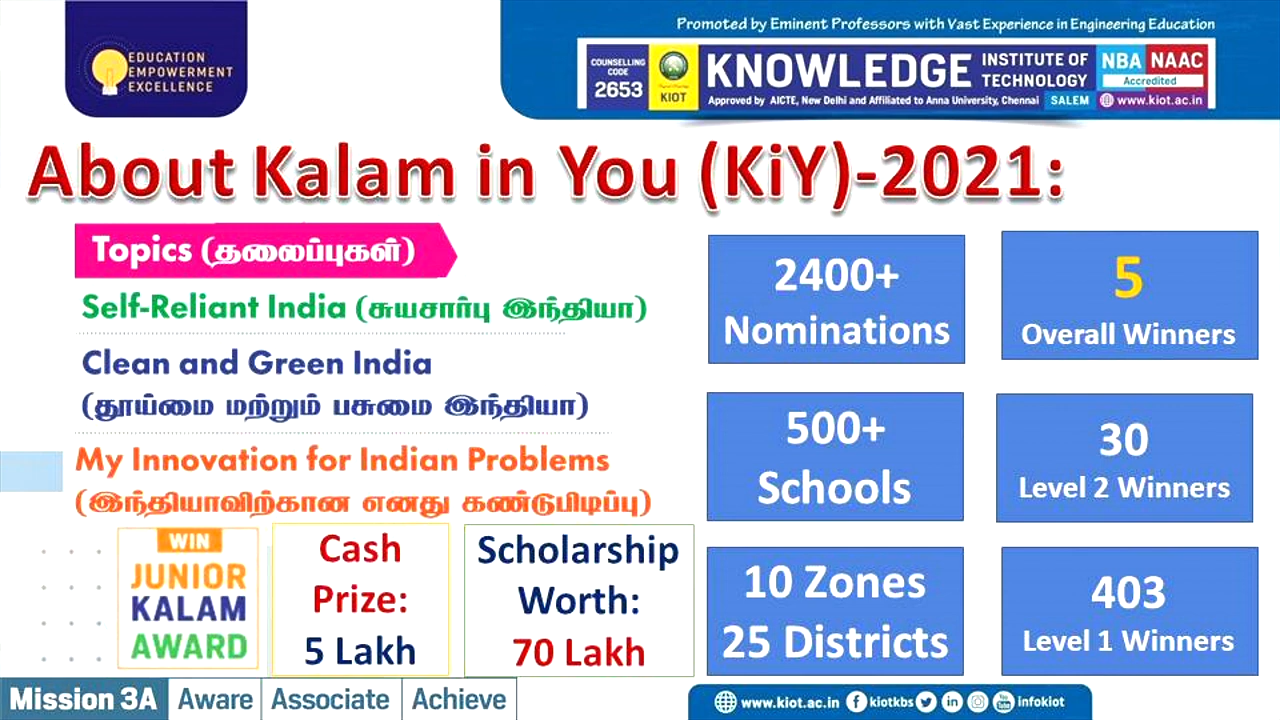 EDUCATION
EMPOWERMENT
EXCELLENCE
Promoted by Eminent Professors with Vast Experience in Engineering Education
COUNSELLING
CODE
2653
KIOT
KNOWLEDGE
INSTITUTE OF
TECHNOLOGY
NBA NAAC
Accredited
Approved by AICTE, New Delhi and Affiliated to Anna University, Chennai SALEM www.kiot.ac.in
About Kalam in You (KiY)-2021:
Topics (தலைப்புகள்)
Self-Reliant India (சுயசார்பு இந்தியா)
Clean and Green India
(தூய்மை மற்றும் பசுமை இந்தியா)
My Innovation for Indian Problems
(இந்தியாவிற்கான எனது கண்டுபிடிப்பு)
WIN
JUNIOR
KALAM
AWARD
Cash
Prize:
5 Lakh
Scholarship
Worth:
70 Lakh
2400+
Nominations
5
Overall Winners
500+
Schools
30
Level 2 Winners
10 Zones
25 Districts
403
Level 1 Winners
Mission 3A Aware Associate Achieve
www.kiot.ac.in kiotkbs infokiot